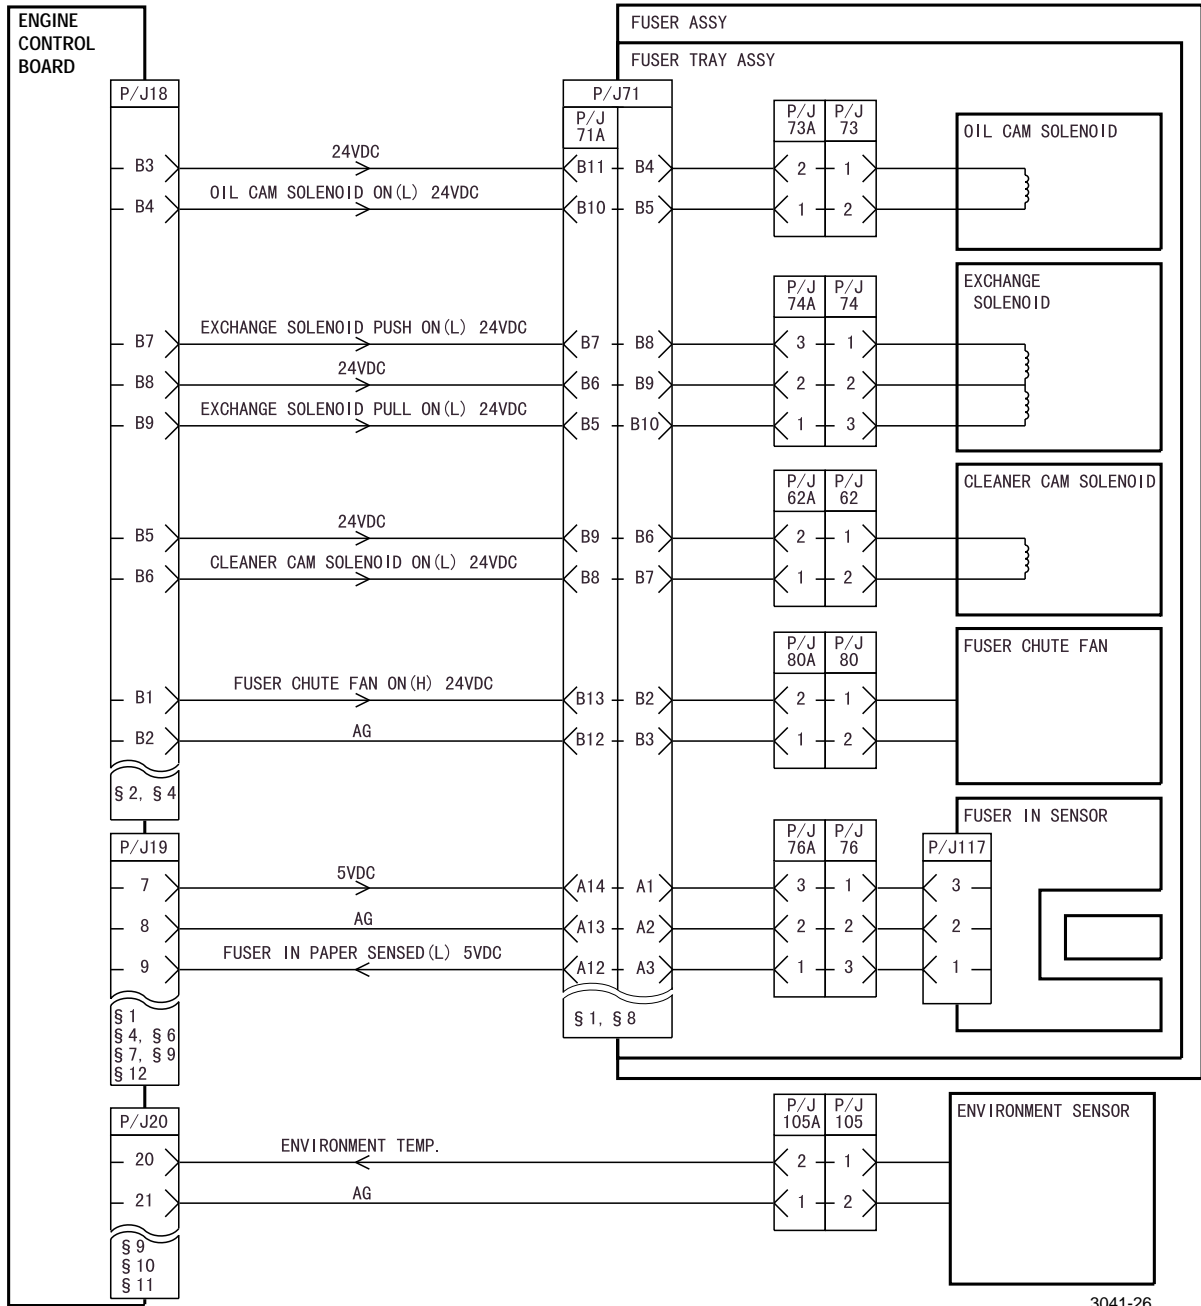 ENGINE
CONTROL
BOARD
FUSER ASSY
FUSER TRAY ASSY
P/J18
P/J71
P/J
71A
P/J
73A
P/J
73
OIL CAM SOLENOID
B3
24VDC
B11
B4
2
1
B4
OIL CAM SOLENOID ON(L) 24VDC
B10
B5
1
2
P/J
74A
P/J
74
EXCHANGE
SOLENOID
B7
EXCHANGE SOLENOID PUSH ON(L) 24VDC
B7
B8
3
1
B8
24VDC
B6
B9
2
2
B9
EXCHANGE SOLENOID PULL ON(L) 24VDC
B5
B10
1
3
P/J
62A
P/J
62
CLEANER CAM SOLENOID
B5
24VDC
B9
B6
2
1
B6
CLEANER CAM SOLENOID ON(L) 24VDC
B8
B7
1
2
P/J
80A
P/J
80
FUSER CHUTE FAN
B1
FUSER CHUTE FAN ON(H) 24VDC
B13
B2
2
1
B2
AG
B12
B3
1
2
§2, §4
P/J19
P/J
76A
P/J
76
FUSER IN SENSOR
P/J117
7
5VDC
A14
A1
3
1
3
8
AG
A13
A2
2
2
2
9
FUSER IN PAPER SENSED(L) 5VDC
A12
A3
1
3
1
§1
§4, §6
§7, §9
§12
§1, §8
P/J20
P/J
105A
P/J
105
ENVIRONMENT SENSOR
20
ENVIRONMENT TEMP.
2
1
21
AG
1
2
§9
§10
§11
3041-26